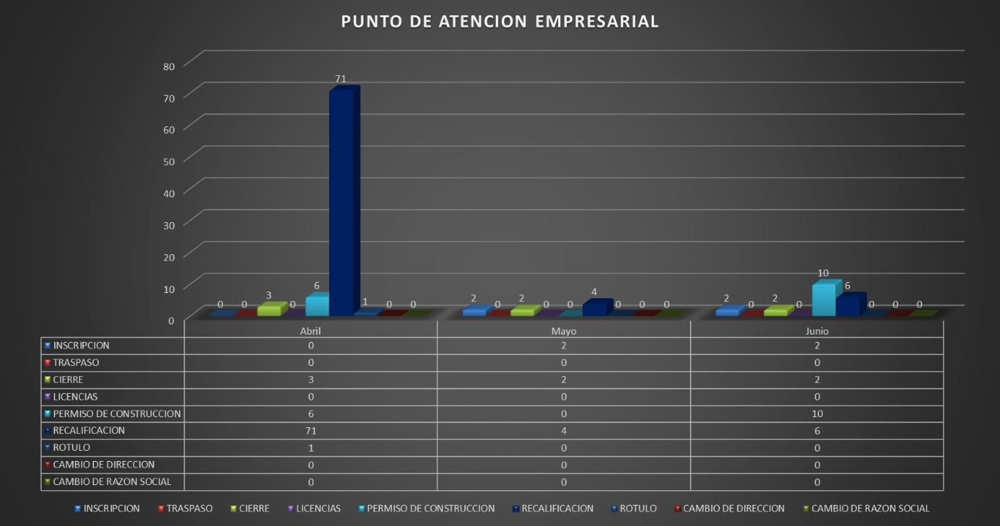 PUNTO DE ATENCION EMPRESARIAL
80
70
60
50
40
30
20
10
0
0 0 3 0 6 71 1 0 0
2 0 2 0 0 4 0 0 0
2 0 2 0 10 6 0 0 0
Abril Mayo Junio
INSCRIPCION 0 2 2
TRASPASO 0 0 0
CIERRE 3 2 2
LICENCIAS 0 0 0
PERMISO DE CONSTRUCCION 6 0 10
RECALIFICACION 71 4 6
ROTULO 1 0 0
CAMBIO DE DIRECCION 0 0 0
CAMBIO DE RAZON SOCIAL 0 0 0
INSCRIPCION TRASPASO CIERRE LICENCIAS PERMISO DE CONSTRUCCION RECALIFICACION ROTULO CAMBIO DE DIRECCION CAMBIO DE RAZON SOCIAL